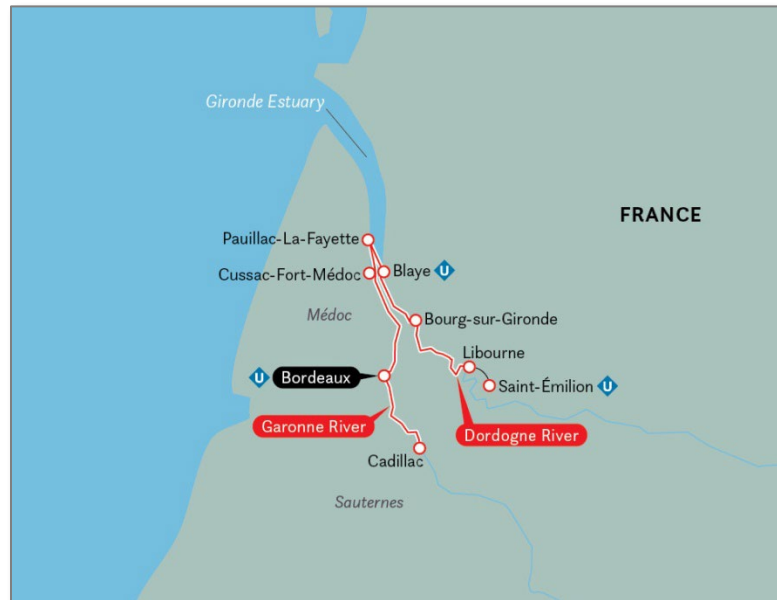 Gironde Estuary
FRANCE
Pauillac-La-Fayette
Cussac-Fort-Médoc
Blaye U
Médoc
Bourg-sur-Gironde
Libourne
U Bordeaux
Saint-Émilion U
Garonne River
Dordogne River
Cadillac
Sauternes